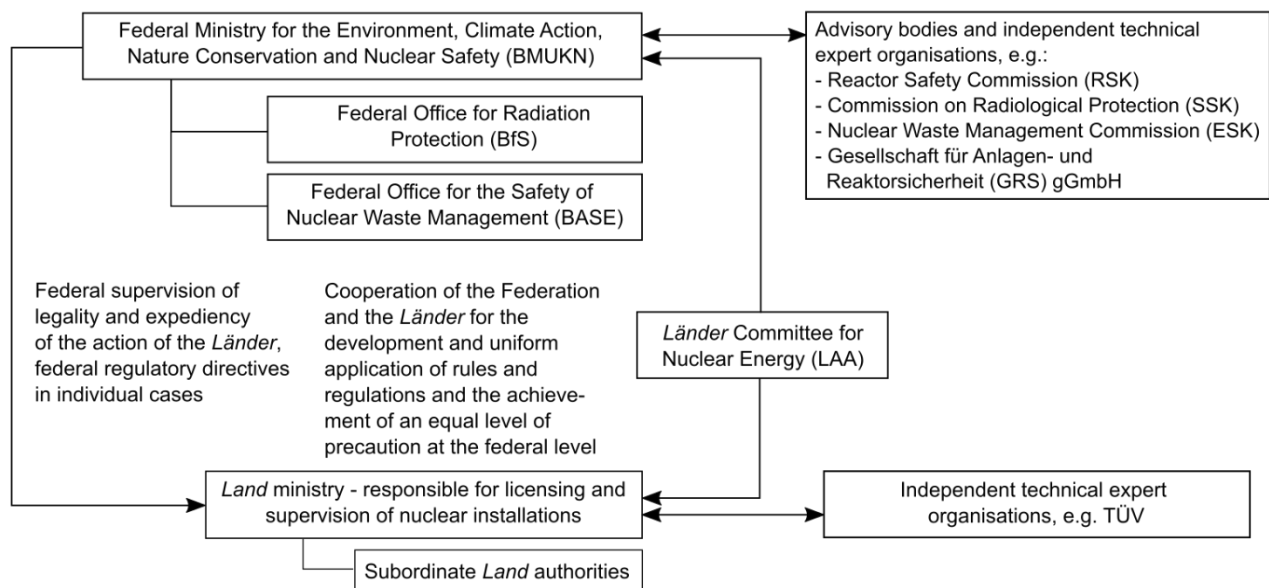 Federal Ministry for the Environment, Climate Action,
Nature Conservation and Nuclear Safety (BMUKN)
Advisory bodies and independent technical
expert organisations, e.g.:
- Reactor Safety Commission (RSK)
- Commission on Radiological Protection (SSK)
- Nuclear Waste Management Commission (ESK)
- Gesellschaft für Anlagen- und
Reaktorsicherheit (GRS) gGmbH
Federal Office for Radiation
Protection (BfS)
Federal Office for the Safety of
Nuclear Waste Management (BASE)
Federal supervision of
legality and expediency
of the action of the Länder,
federal regulatory directives
in individual cases
Cooperation of the Federation
and the Länder for the
development and uniform
application of rules and
regulations and the achieve-
ment of an equal level of
precaution at the federal level
Länder Committee for
Nuclear Energy (LAA)
Land ministry - responsible for licensing and
supervision of nuclear installations
Independent technical expert
organisations, e.g. TÜV
Subordinate Land authorities